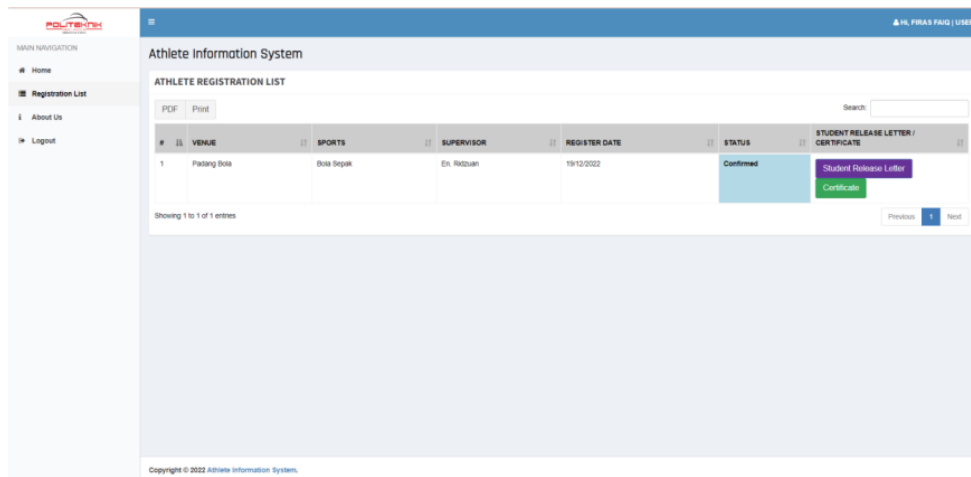 POLITEKNIK
HI, FIRAS FAIQ | USER
MAIN NAVIGATION
Home
Registration List
About Us
Logout
Athlete Information System
ATHLETE REGISTRATION LIST
PDF Print
Search:
# VENUE SPORTS SUPERVISOR REGISTER DATE STATUS STUDENT RELEASE LETTER /
CERTIFICATE
1 Padang Bola Bola Sepak En. Ridzuan 19/12/2022 Confirmed Student Release Letter
Certificate
Showing 1 to 1 of 1 entries
Previous 1 Next
Copyright © 2022 Athlete Information System.